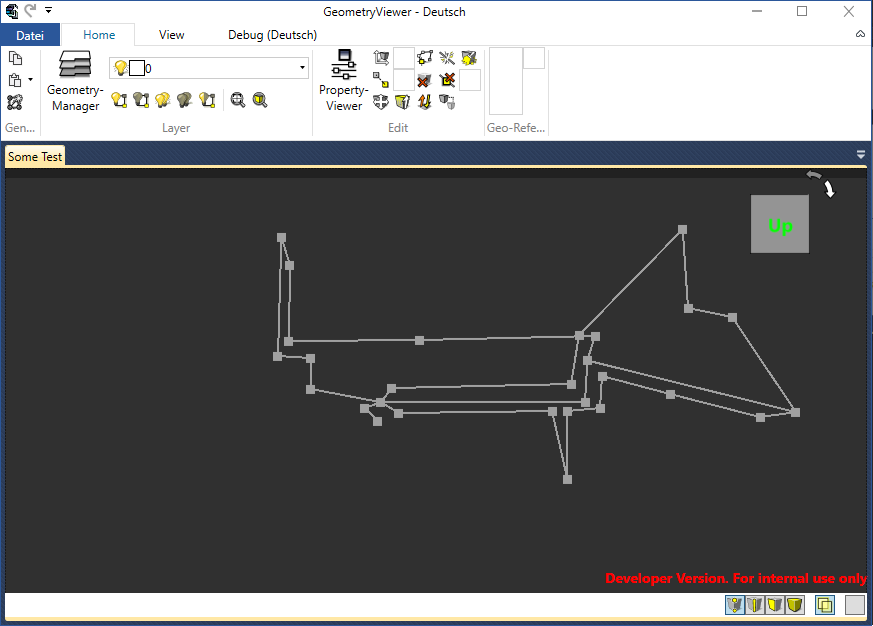 GeometryViewer - Deutsch
Datei Home View Debug (Deutsch)
0
Geometry-
Manager
Property-
Viewer
Gen... Layer Edit Geo-Refe...
Some Test
Up
Developer Version. For internal use only